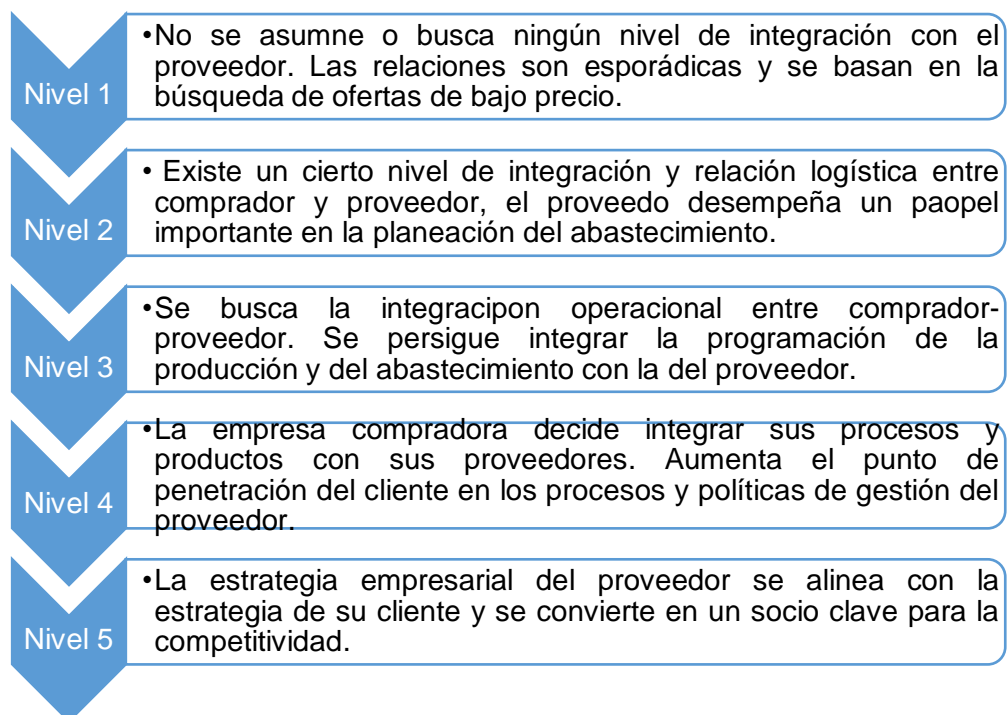 Nivel 1
•No se asumne o busca ningún nivel de integración con el
proveedor. Las relaciones son esporádicas y se basan en la
búsqueda de ofertas de bajo precio.
Nivel 2
• Existe un cierto nivel de integración y relación logística entre
comprador y proveedor, el proveedo desempeña un paopel
importante en la planeación del abastecimiento.
Nivel 3
•Se busca la integracipon operacional entre comprador-
proveedor. Se persigue integrar la programación de la
producción y del abastecimiento con la del proveedor.
Nivel 4
•La empresa compradora decide integrar sus procesos y
productos con sus proveedores. Aumenta el punto de
penetración del cliente en los procesos y políticas de gestión del
proveedor.
Nivel 5
•La estrategia empresarial del proveedor se alinea con la
estrategia de su cliente y se convierte en un socio clave para la
competitividad.